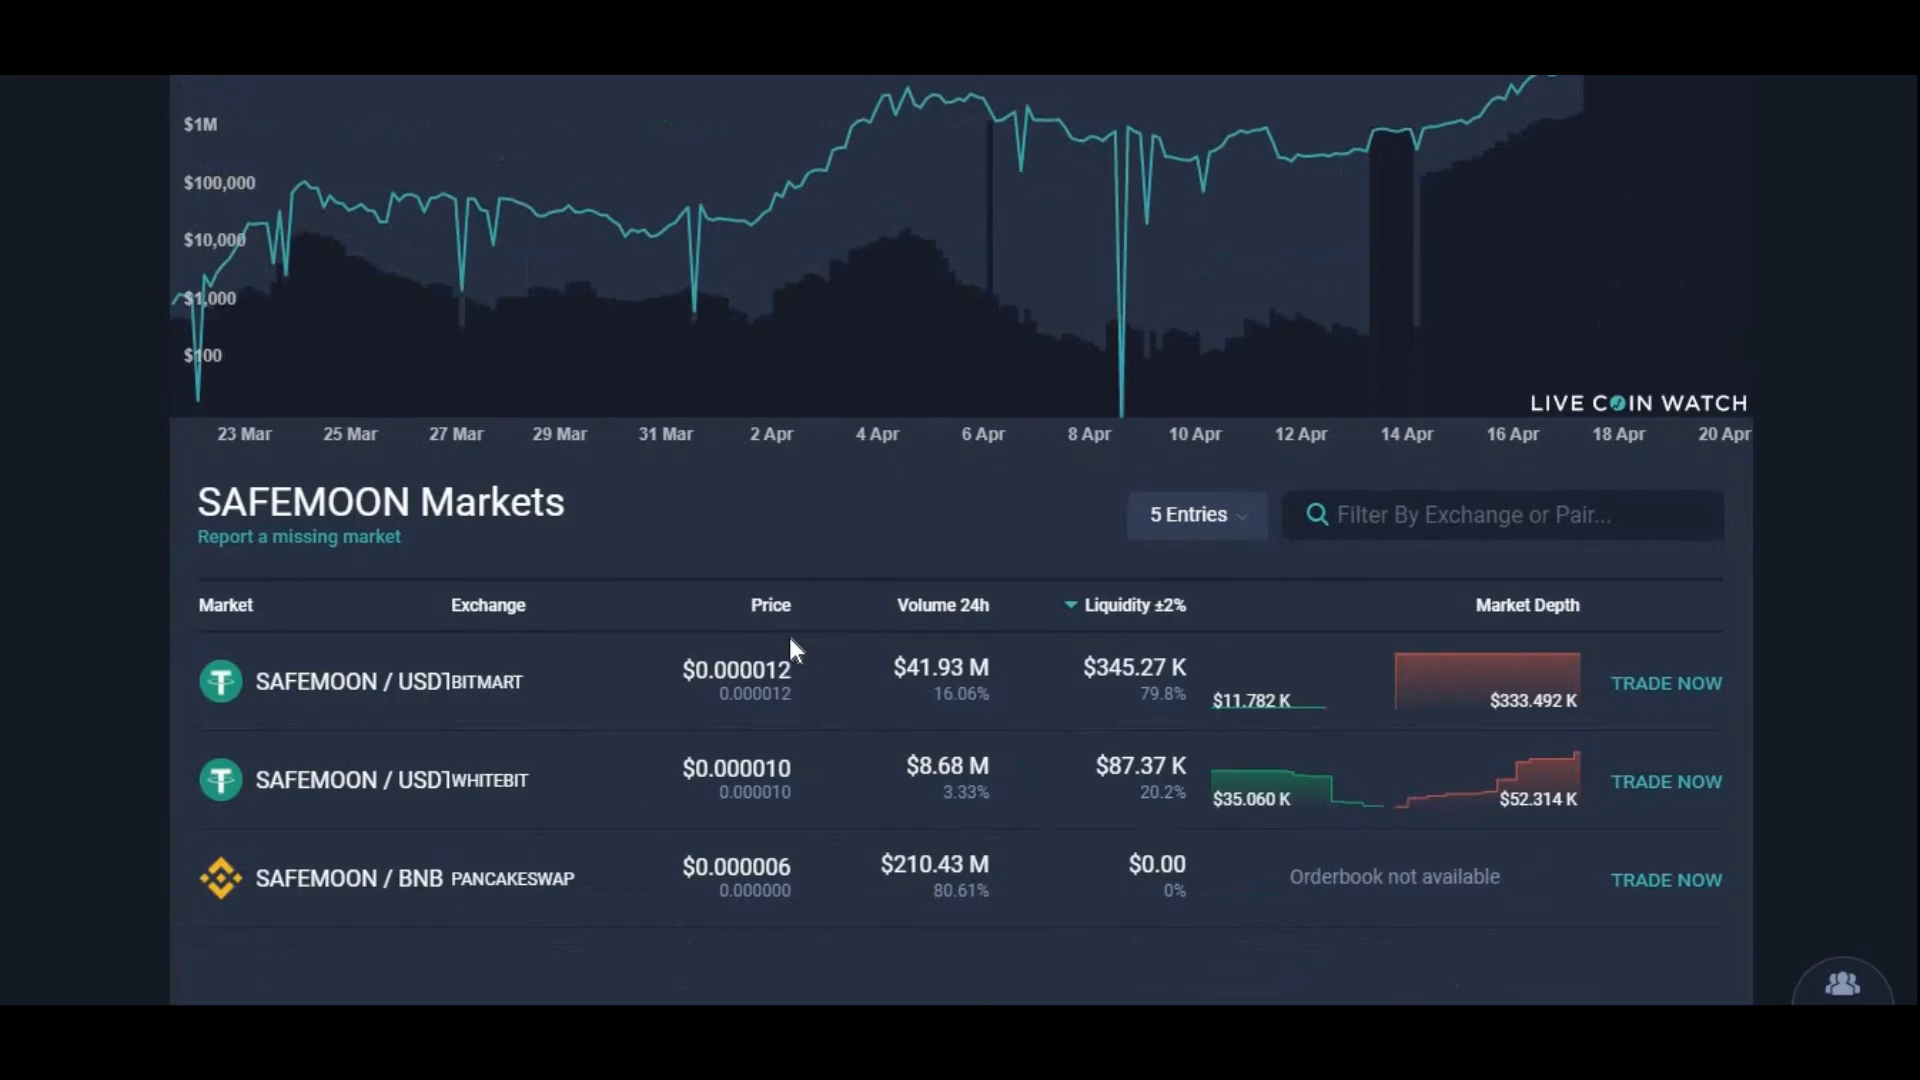 $1M
$100,000
$10,000
$1,000
$100
LIVE COIN WATCH
23 Mar 25 Mar 27 Mar 29 Mar 31 Mar 2 Apr 4 Apr 6 Apr 8 Apr 10 Apr 12 Apr 14 Apr 16 Apr 18 Apr 20 Apr
SAFEMOON Markets
Report a missing market
5 Entries
Filter By Exchange or Pair...
Market Exchange Price Volume 24h Liquidity ±2% Market Depth
SAFEMOON / USDT BITMART $0.000012 $41.93 M $345.27 K TRADE NOW
0.000012 16.06% 79.8% $11.782 K $333.492 K
SAFEMOON / USDT WHITEBIT $0.000010 $8.68 M $87.37 K TRADE NOW
0.000010 3.33% 20.2% $35.060 K $52.314 K
SAFEMOON / BNB PANCAKESWAP $0.000006 $210.43 M $0.00 Orderbook not available TRADE NOW
0.000000 80.61% 0%